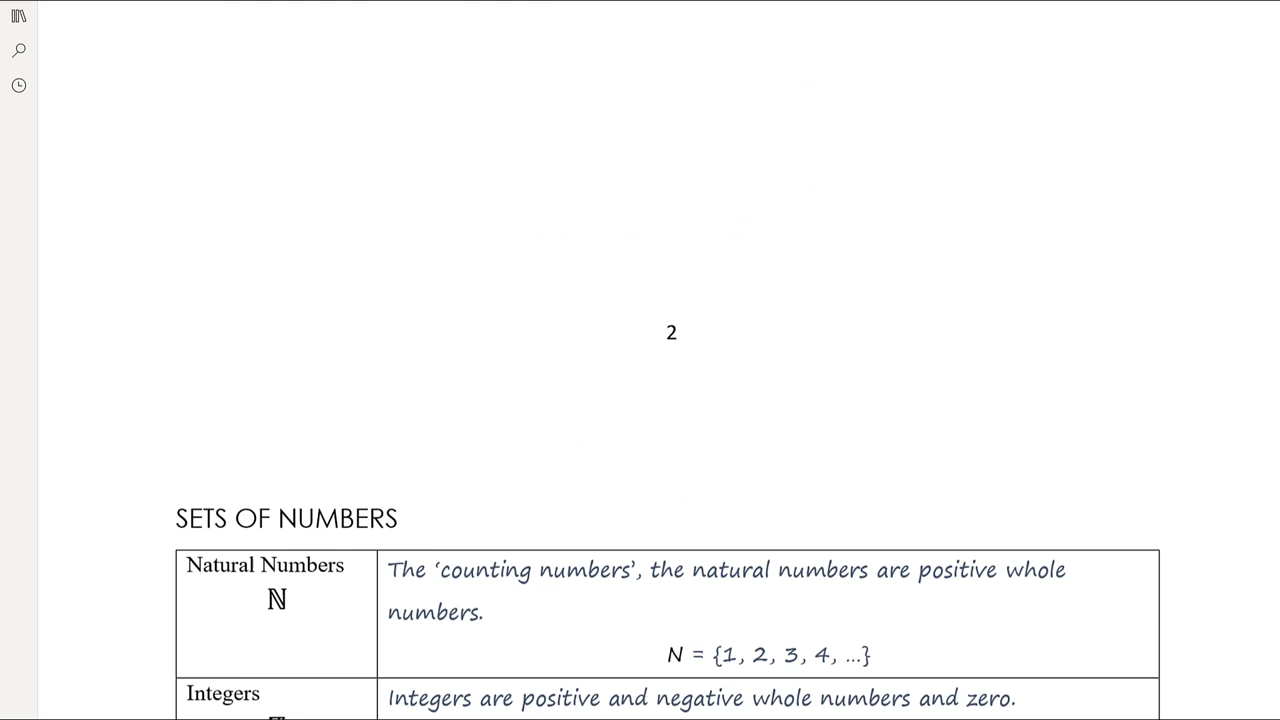 2
SETS OF NUMBERS
Natural Numbers
ℕ
The ‘counting numbers’, the natural numbers are positive whole
numbers.
N = {1, 2, 3, 4, …}
Integers
Integers are positive and negative whole numbers and zero.